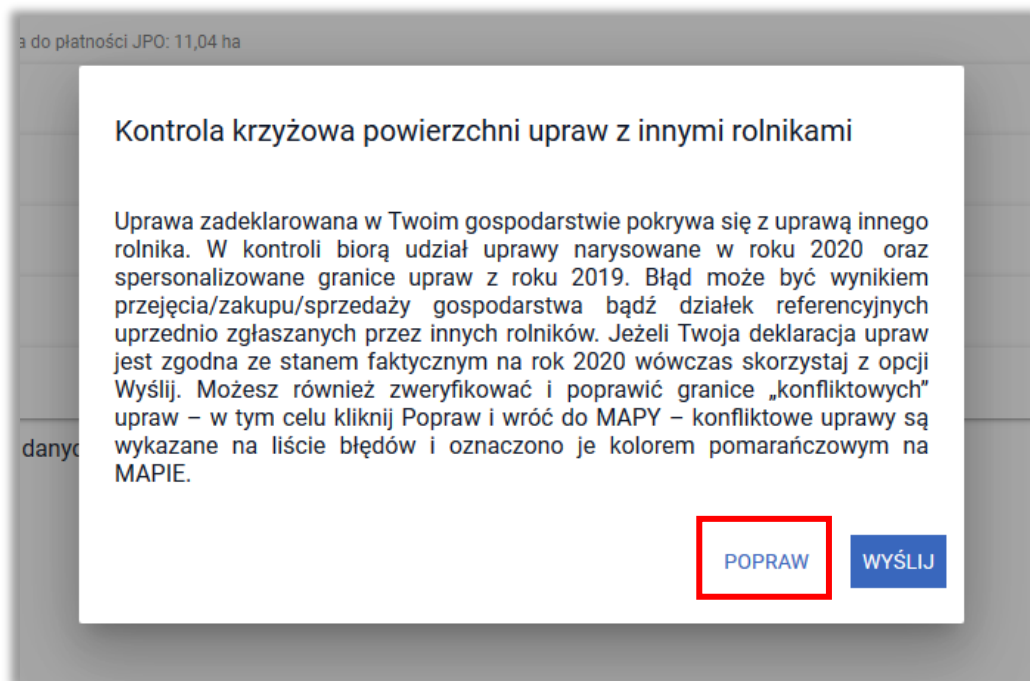 a do płatności JPO: 11,04 ha
Kontrola krzyżowa powierzchni upraw z innymi rolnikami
Uprawa zadeklarowana w Twoim gospodarstwie pokrywa się z uprawą innego
rolnika. W kontroli biorą udział uprawy narysowane w roku 2020 oraz
spersonalizowane granice upraw z roku 2019. Błąd może być wynikiem
przejęcia/zakupu/sprzedaży gospodarstwa bądź działek referencyjnych
uprzednio zgłaszanych przez innych rolników. Jeżeli Twoja deklaracja upraw
jest zgodna ze stanem faktycznym na rok 2020 wówczas skorzystaj z opcji
Wyślij. Możesz również zweryfikować i poprawić granice „konfliktowych”
upraw – w tym celu kliknij Popraw i wróć do MAPY – konfliktowe uprawy są
wykazane na liście błędów i oznaczono je kolorem pomarańczowym na
MAPIE.
danyc
POPRAW WYŚLIJ